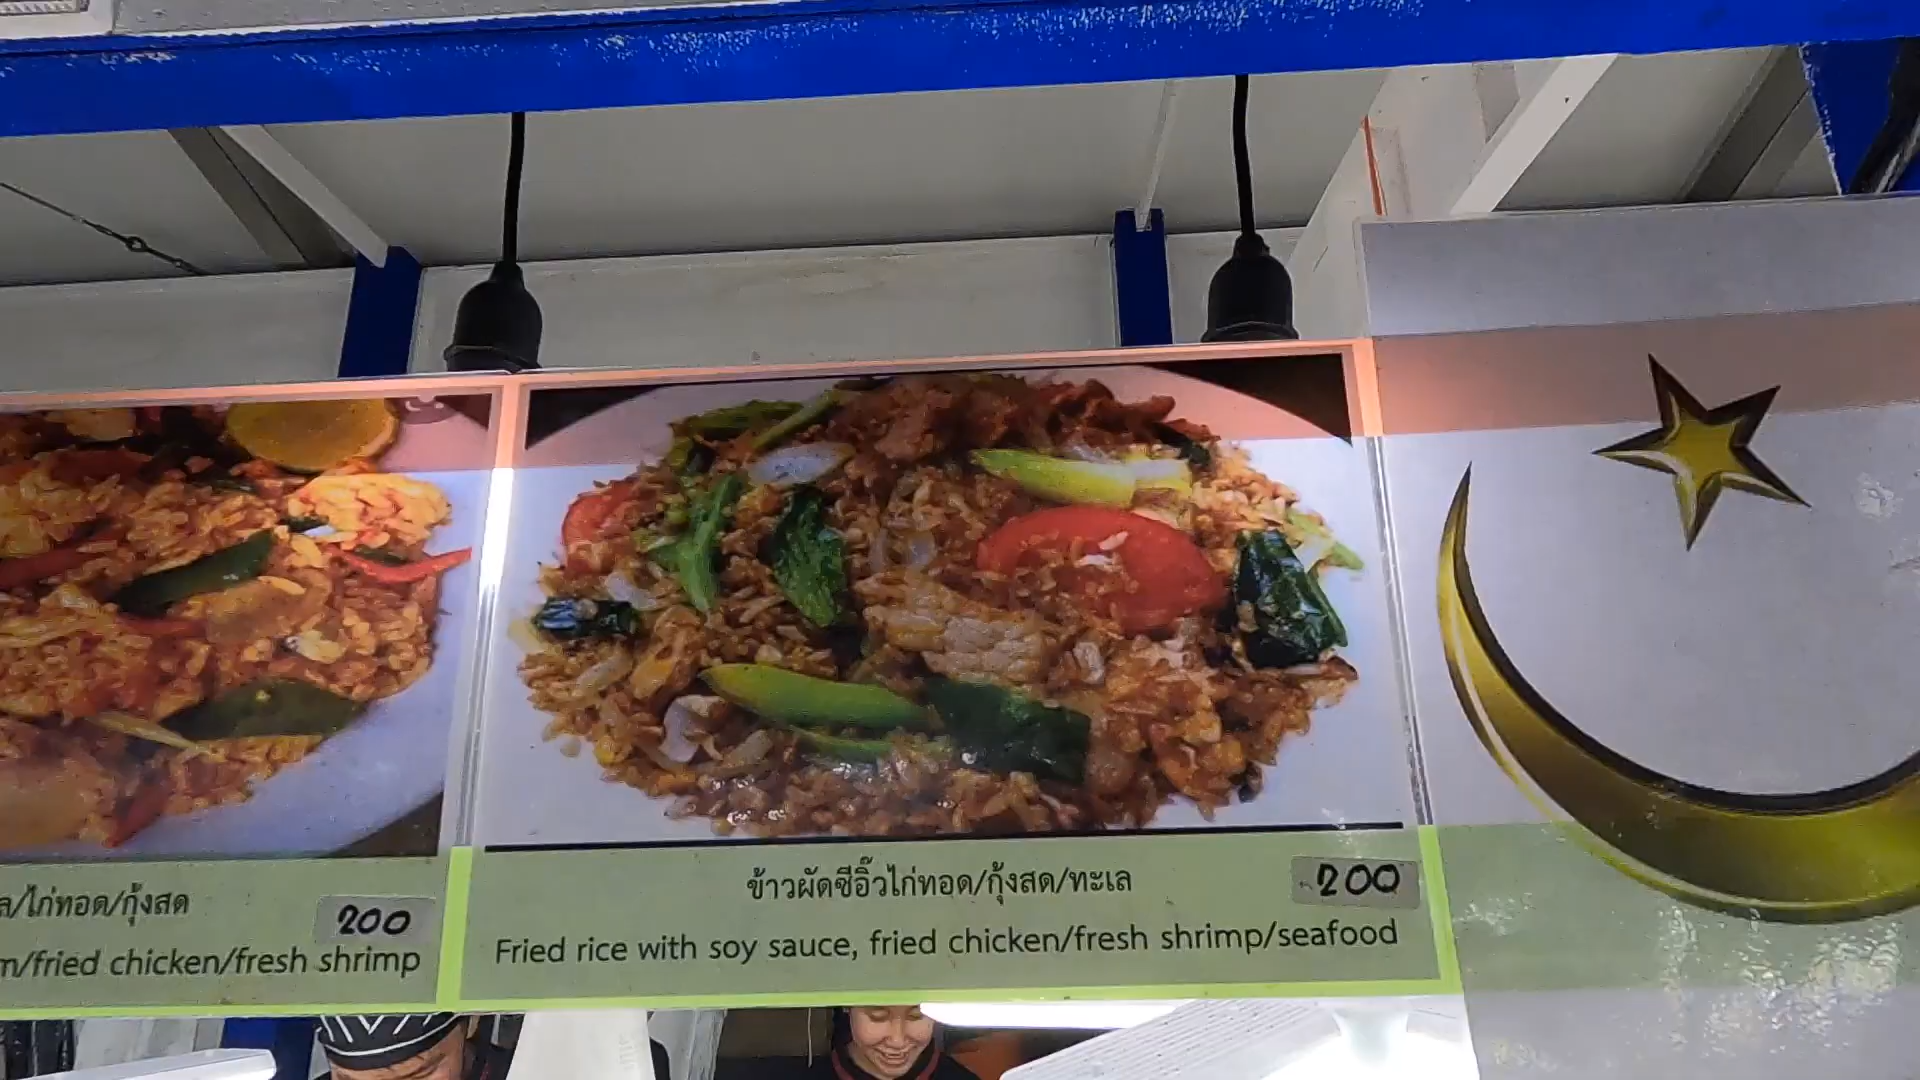 ล/ไก่ทอด/กุ้งสด
200
m/fried chicken/fresh shrimp
ข้าวผัดซีอิ๊วไก่ทอด/กุ้งสด/ทะเล
200
Fried rice with soy sauce, fried chicken/fresh shrimp/seafood